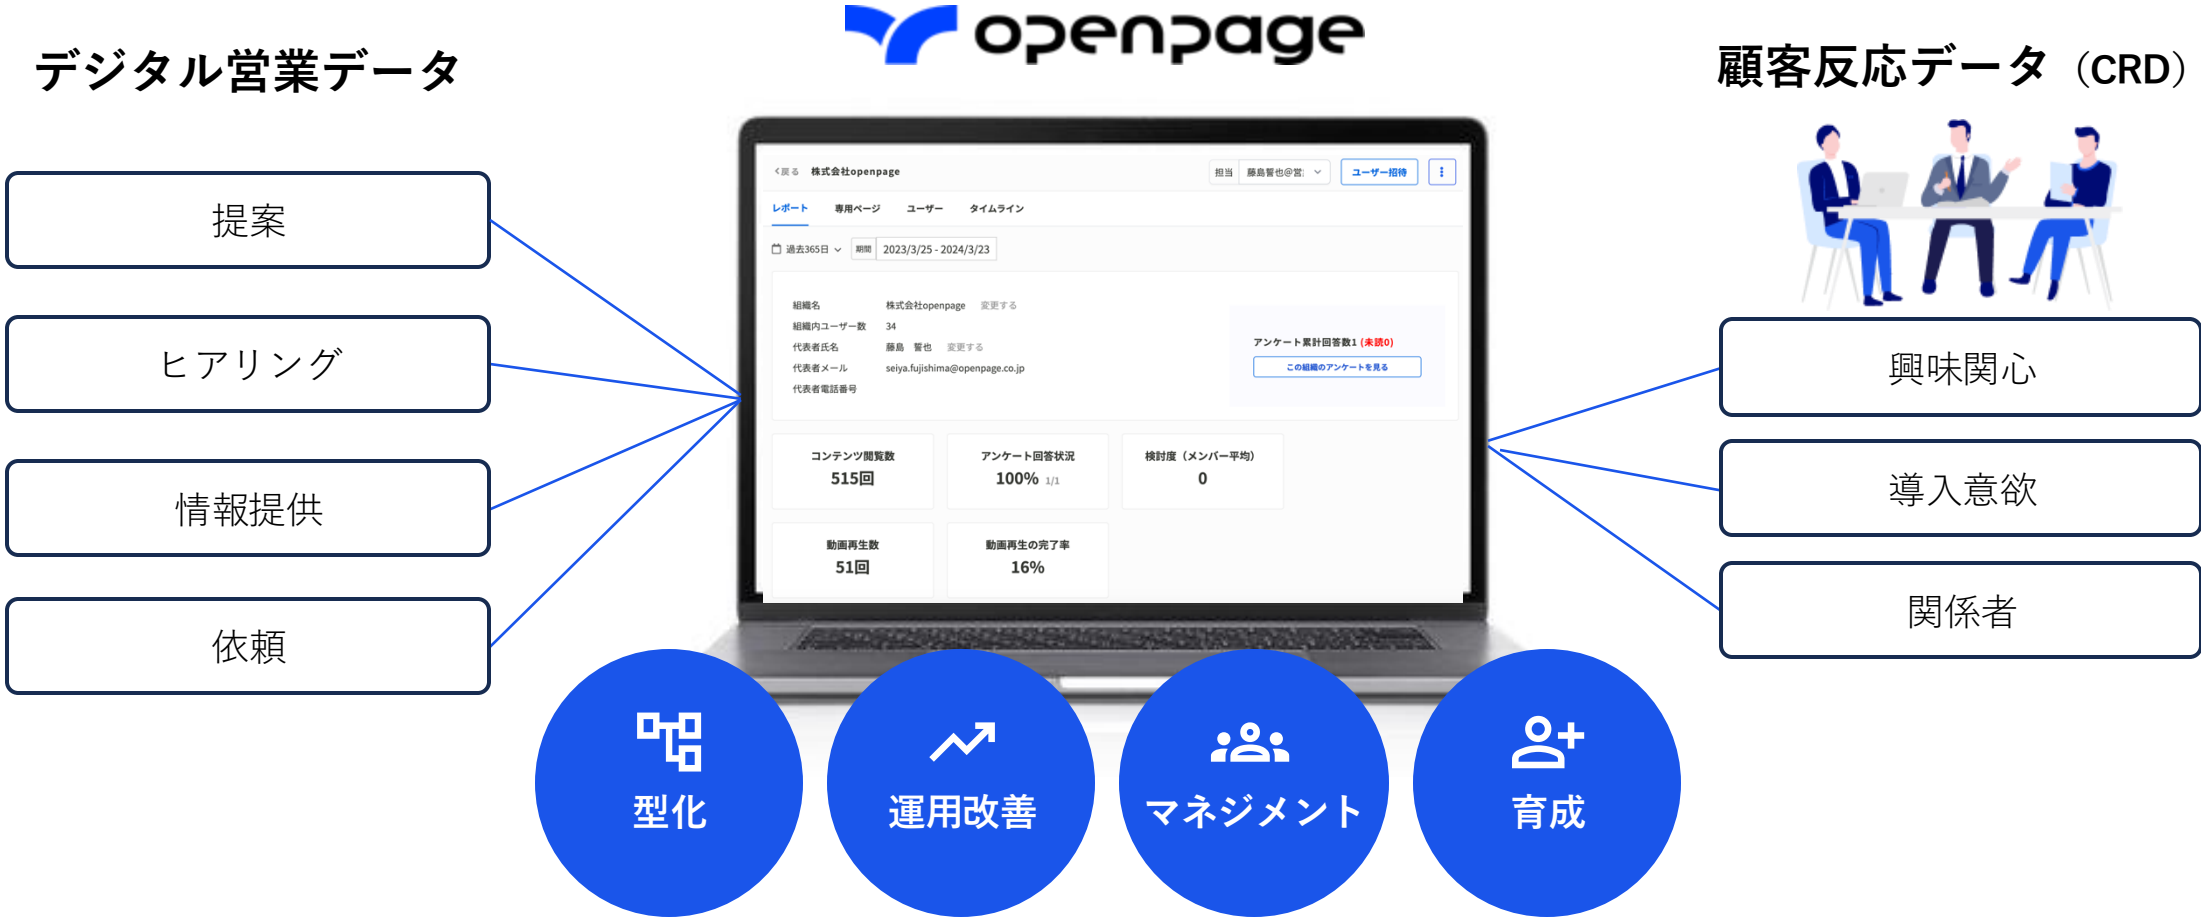 openpage
デジタル営業データ
提案
ヒアリング
情報提供
依頼
く戻る 株式会社openpage
担当 藤島誓也@営
ユーザー招待
レポート 専用ページ ユーザー タイムライン
過去365日 期間 2023/3/25 - 2024/3/23
組織名 株式会社openpage 変更する
組織内ユーザー数 34
代表者氏名 藤島 誓也 変更する
代表者メール seiya.fujishima@openpage.co.jp
代表者電話番号
アンケート累計回答数1 (未読0)
この組織のアンケートを見る
コンテンツ閲覧数
515回
アンケート回答状況
100% 1/1
検討度（メンバー平均）
0
動画再生数
51回
動画再生の完了率
16%
顧客反応データ（CRD）
興味関心
導入意欲
関係者
型化
運用改善
マネジメント
育成